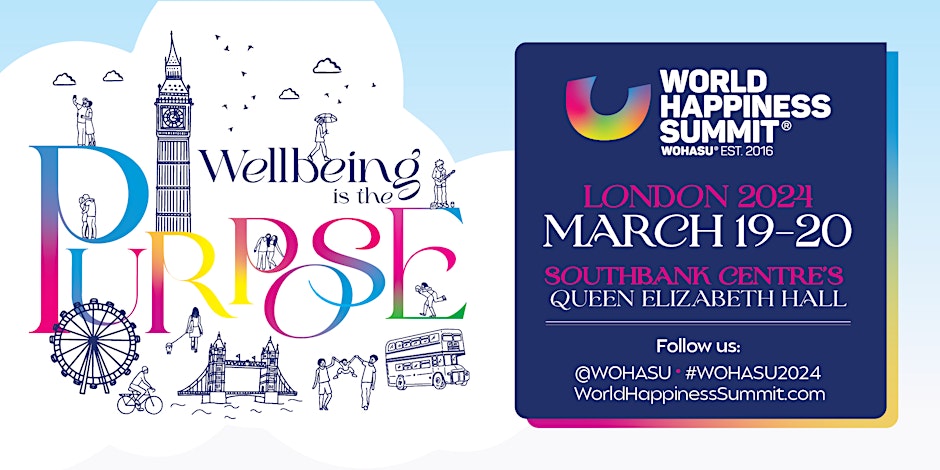 Wellbeing
is the
PURPOSE
WORLD
HAPPINESS
SUMMIT®
WOHASU® EST. 2016
LONDON 2024
MARCH 19-20
SOUTHBANK CENTRE'S
QUEEN ELIZABETH HALL
Follow us:
@WOHASU • #WOHASU2024
WorldHappinessSummit.com